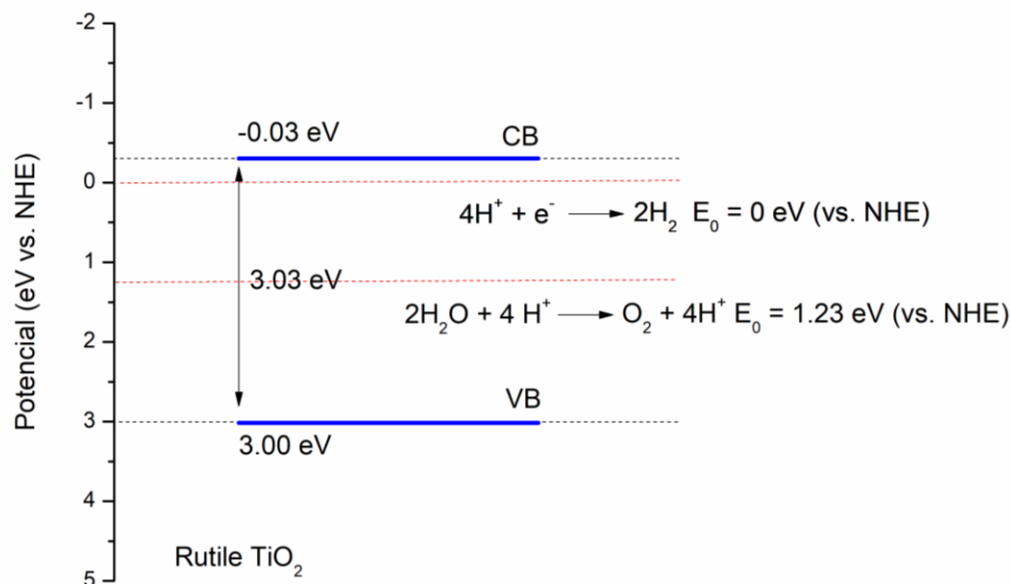 -2
-1
0
1
2
3
4
5
Potencial (eV vs. NHE)
-0.03 eV
CB
4H⁺ + e⁻ ⟶ 2H₂ E₀ = 0 eV (vs. NHE)
3.03 eV
2H₂O + 4 H⁺ ⟶ O₂ + 4H⁺ E₀ = 1.23 eV (vs. NHE)
VB
3.00 eV
Rutile TiO₂